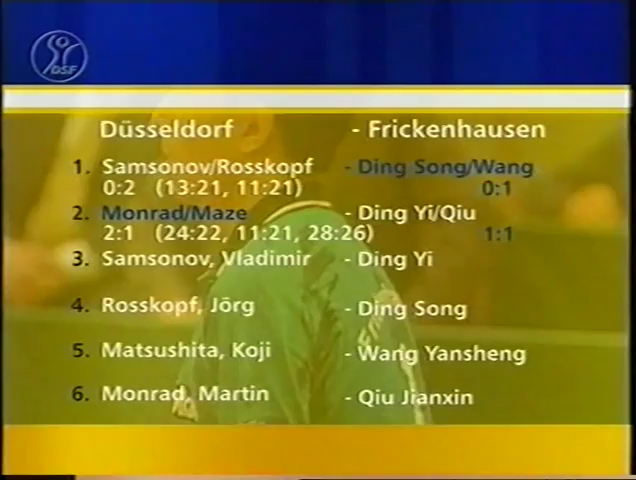 DSF
Düsseldorf - Frickenhausen
1. Samsonov/Rosskopf - Ding Song/Wang
0:2 (13:21, 11:21) 0:1
2. Monrad/Maze - Ding Yi/Qiu
2:1 (24:22, 11:21, 28:26) 1:1
3. Samsonov, Vladimir - Ding Yi
4. Rosskopf, Jörg - Ding Song
5. Matsushita, Koji - Wang Yansheng
6. Monrad, Martin - Qiu Jianxin